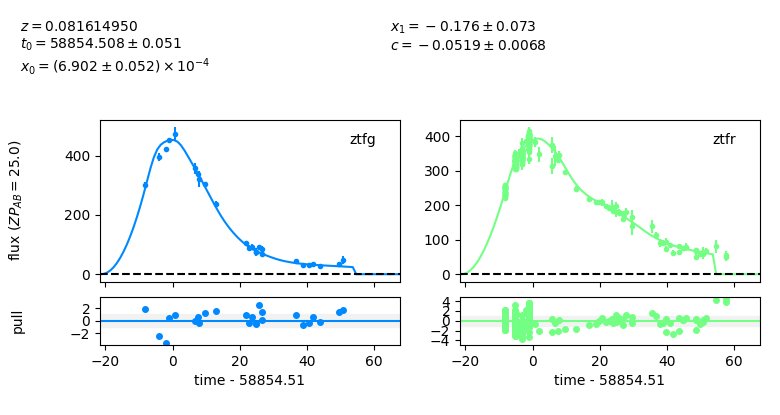 z = 0.081614950
t₀ = 58854.508 ± 0.051
x₀ = (6.902 ± 0.052) × 10⁻⁴
x₁ = −0.176 ± 0.073
c = −0.0519 ± 0.0068
flux (ZP_AB = 25.0)
400
200
0
ztfg
400
300
200
100
0
ztfr
pull
2
0
−2
−20
0
20
40
60
time - 58854.51
4
2
0
−2
−4
−20
0
20
40
60
time - 58854.51